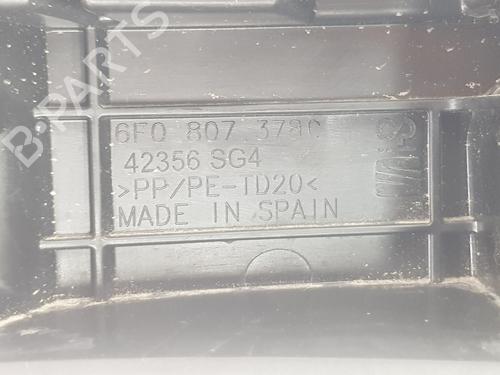 B-PARTS
6F0 807 378C
42356 SG4
>PP/PE-TD20<
MADE IN SPAIN